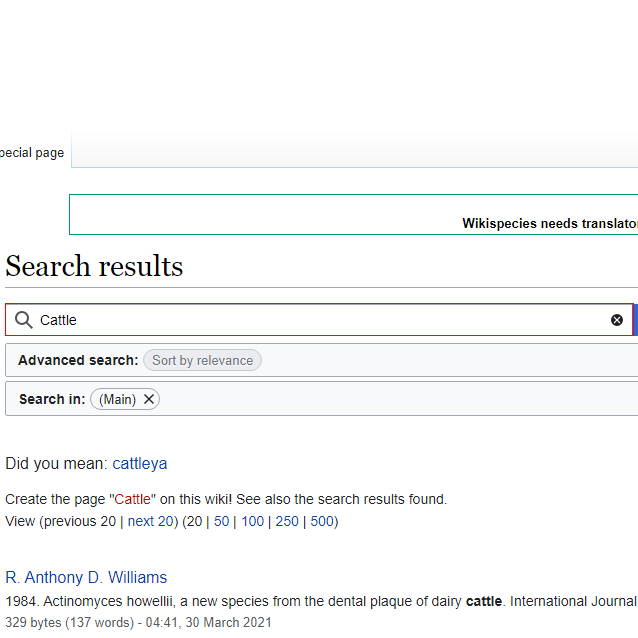 pecial page
Wikispecies needs translato
Search results
Cattle
Advanced search: Sort by relevance
Search in: (Main)
Did you mean: cattleya
Create the page "Cattle" on this wiki! See also the search results found.
View (previous 20 | next 20) (20 | 50 | 100 | 250 | 500)
R. Anthony D. Williams
1984. Actinomyces howellii, a new species from the dental plaque of dairy cattle. International Journal
329 bytes (137 words) - 04:41, 30 March 2021